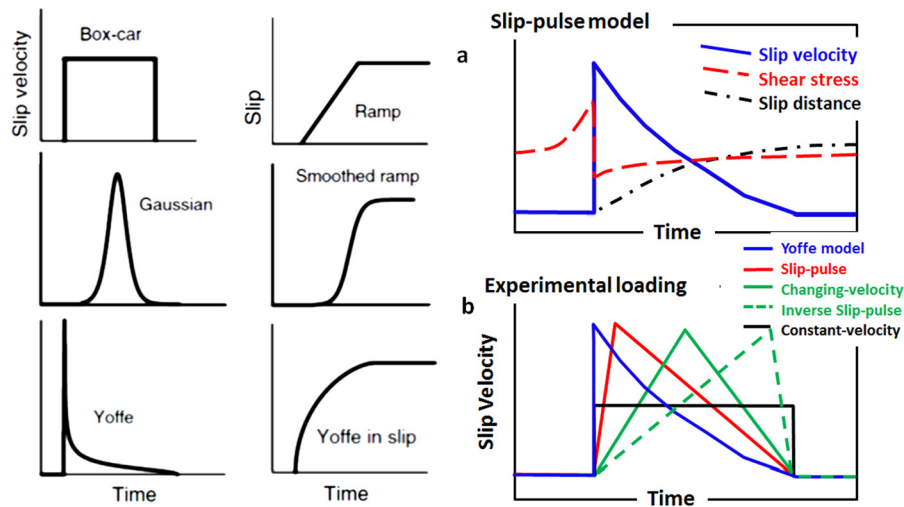 Slip velocity
Box-car
Slip
Ramp
Gaussian
Smoothed ramp
Yoffe
Time
Yoffe in slip
Time
Slip-pulse model
a
Slip velocity
Shear stress
Slip distance
Time
Experimental loading
b
Yoffe model
Slip-pulse
Changing-velocity
Inverse Slip-pulse
Constant-velocity
Slip Velocity
Time